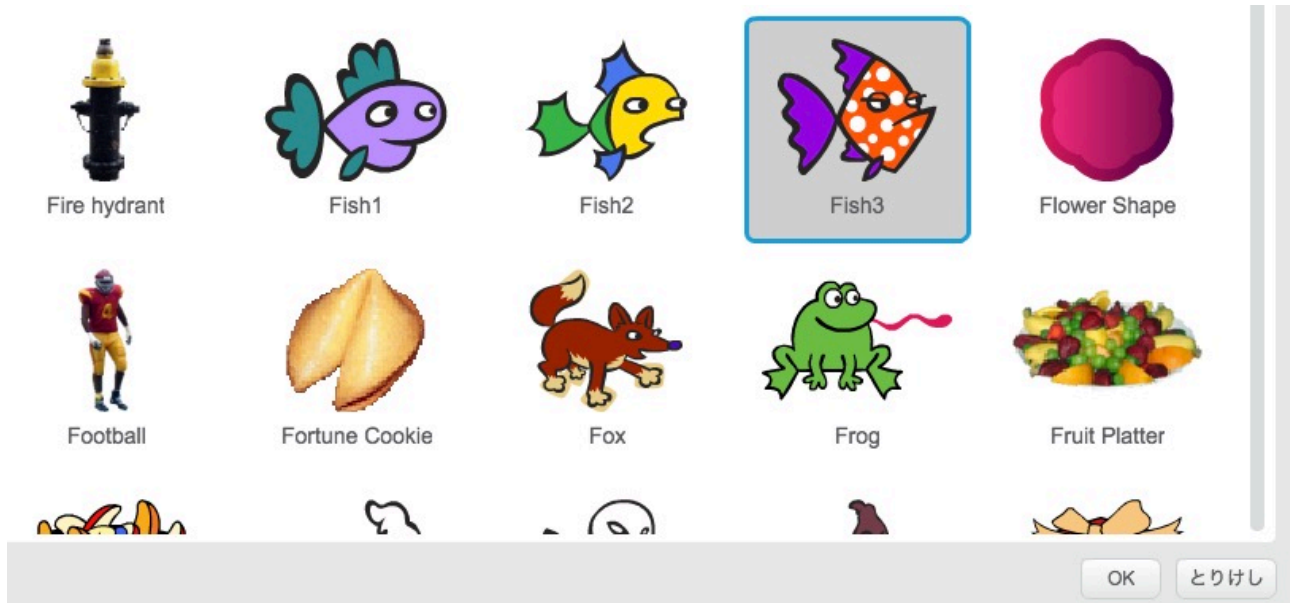 Fire hydrant
Fish1
Fish2
Fish3
Flower Shape
4
Football
Fortune Cookie
Fox
Frog
Fruit Platter
OK
とりけし